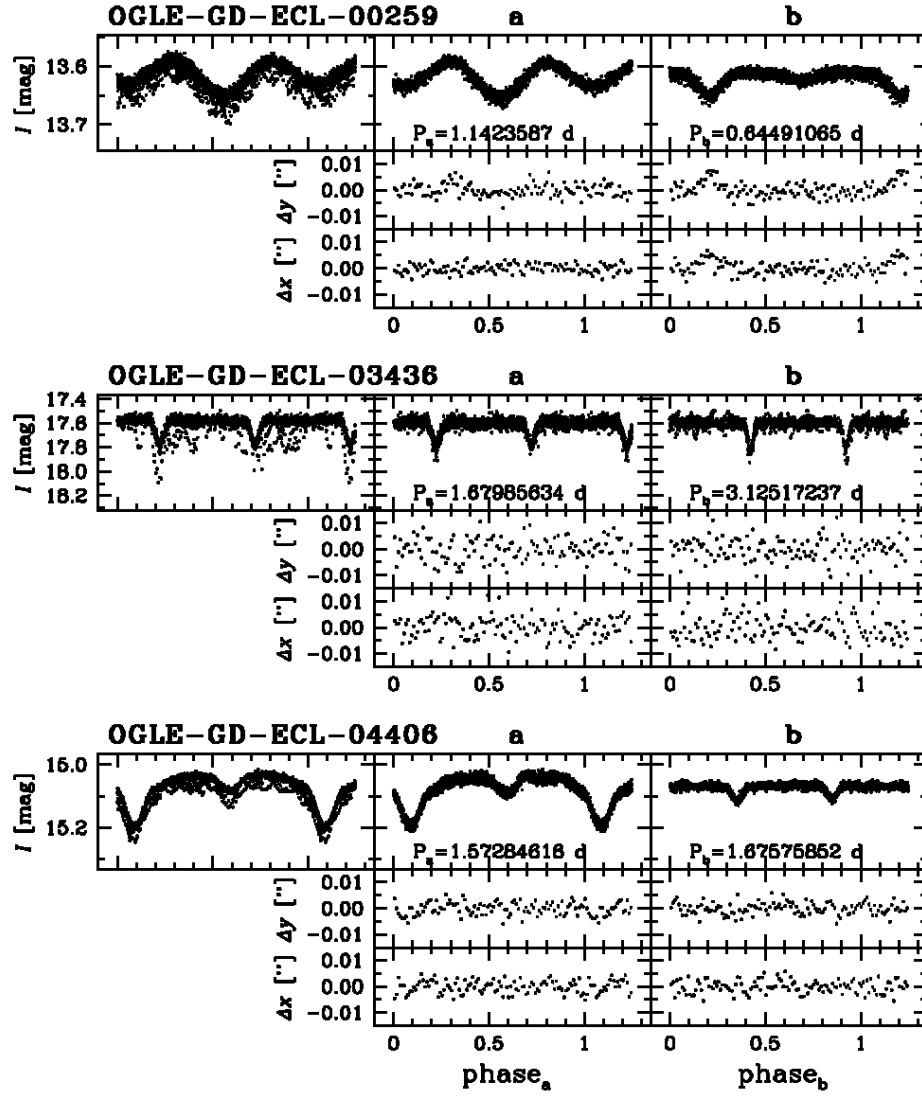 OGLE-GD-ECL-00259 a b
I [mag]
13.6
13.7
P_a=1.1423587 d
P_b=0.64491065 d
Δy ["]
0.01
0.00
-0.01
Δx ["]
0.01
0.00
-0.01
0 0.5 1 0 0.5 1
OGLE-GD-ECL-03436 a b
I [mag]
17.4
17.6
17.8
18.0
18.2
P_a=1.67985634 d
P_b=3.12517237 d
Δy ["]
0.01
0.00
-0.01
Δx ["]
0.01
0.00
-0.01
0 0.5 1 0 0.5 1
OGLE-GD-ECL-04406 a b
I [mag]
15.0
15.2
P_a=1.57284616 d
P_b=1.67575852 d
Δy ["]
0.01
0.00
-0.01
Δx ["]
0.01
0.00
-0.01
0 0.5 1 0 0.5 1
phase_a phase_b